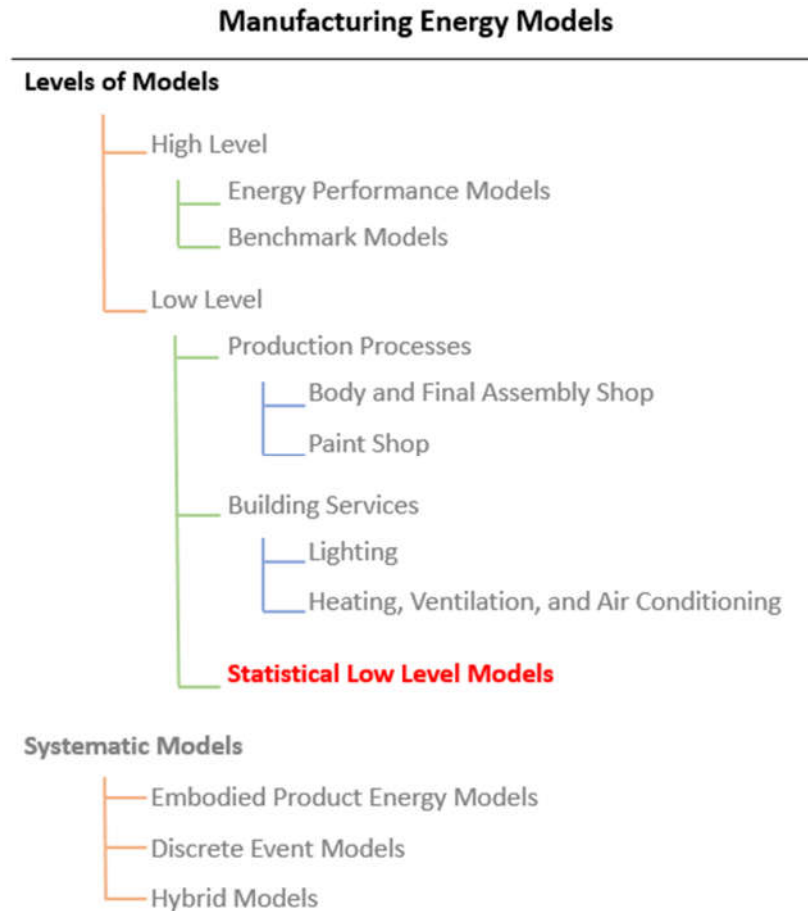 Manufacturing Energy Models
Levels of Models
High Level
Energy Performance Models
Benchmark Models
Low Level
Production Processes
Body and Final Assembly Shop
Paint Shop
Building Services
Lighting
Heating, Ventilation, and Air Conditioning
Statistical Low Level Models
Systematic Models
Embodied Product Energy Models
Discrete Event Models
Hybrid Models